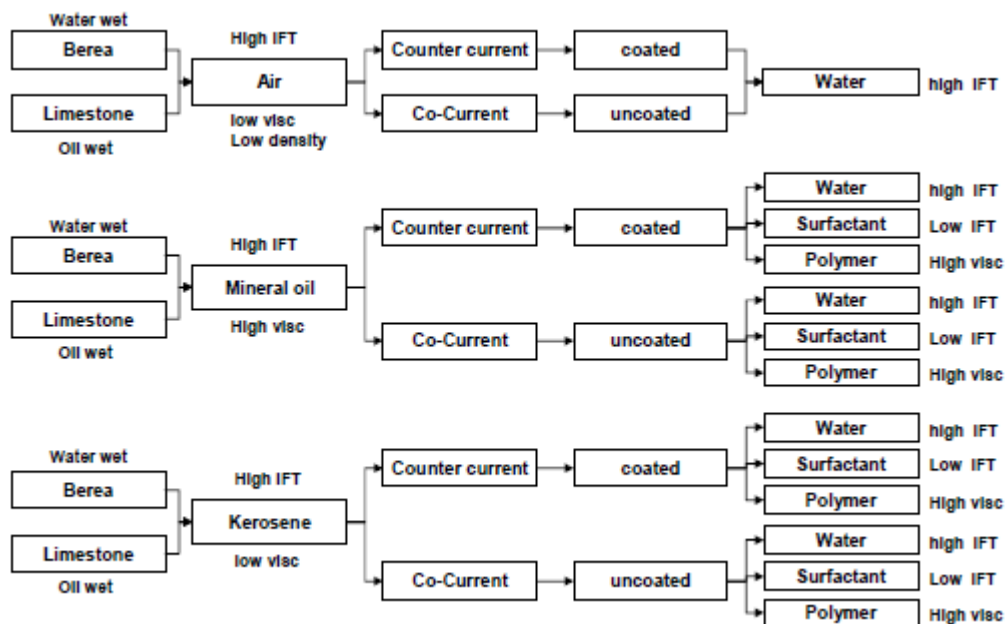 Water wet
Berea
Limestone
Oil wet
High IFT
Air
low visc
Low density
Counter current
coated
Co-Current
uncoated
Water
high IFT
Water wet
Berea
Limestone
Oil wet
High IFT
Mineral oil
High visc
Counter current
coated
Water
high IFT
Surfactant
Low IFT
Polymer
High visc
Co-Current
uncoated
Water
high IFT
Surfactant
Low IFT
Polymer
High visc
Water wet
Berea
Limestone
Oil wet
High IFT
Kerosene
low visc
Counter current
coated
Water
high IFT
Surfactant
Low IFT
Polymer
High visc
Co-Current
uncoated
Water
high IFT
Surfactant
Low IFT
Polymer
High visc